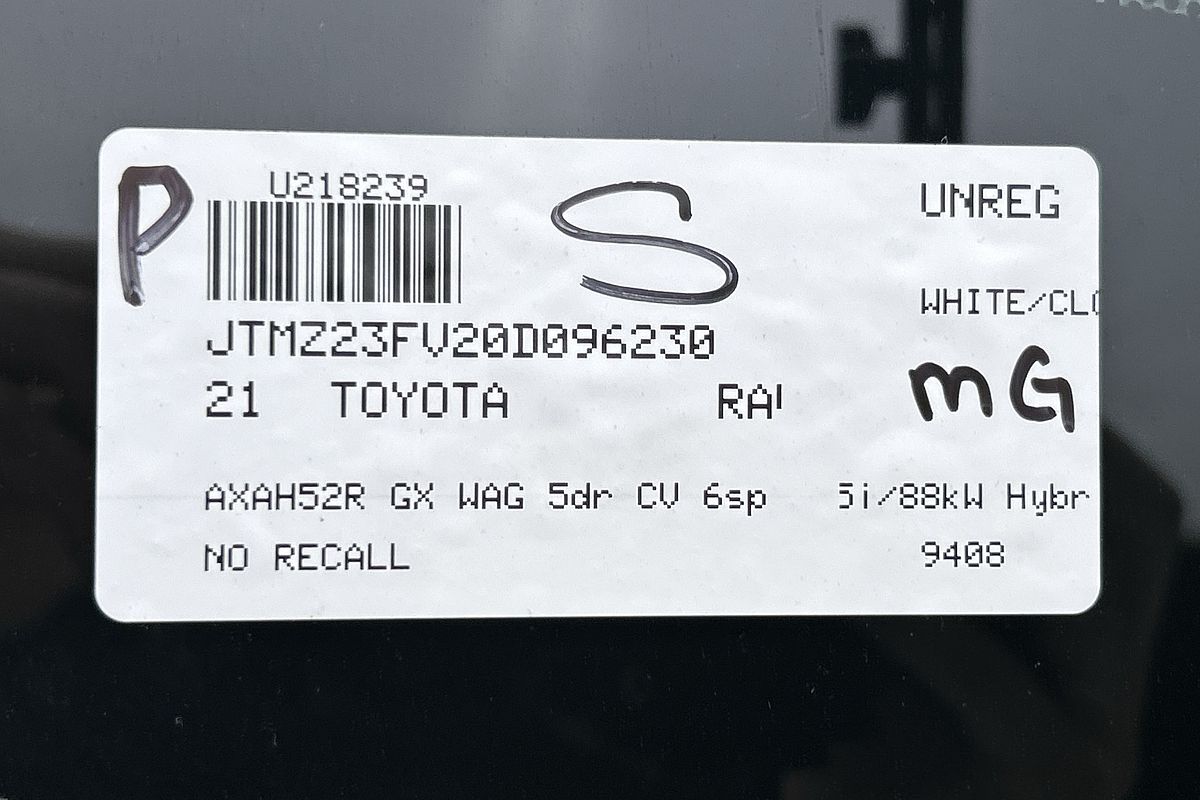 P U218239 S UNREG
WHITE/CLO
JTMZ23FV20D096230
21 TOYOTA RA mG
AXAH52R GX WAG 5dr CV 6sp 5i/88kW Hybr
NO RECALL 9408